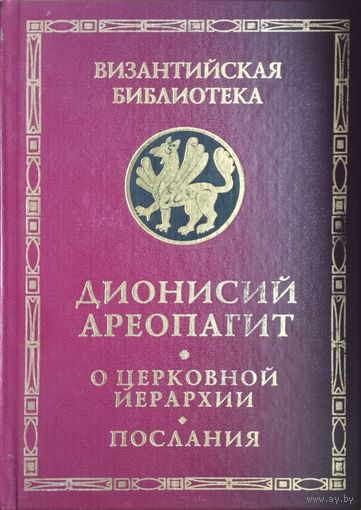 ВИЗАНТИЙСКАЯ
БИБЛИОТЕКА
ДИОНИСИЙ
АРЕОПАГИТ
О ЦЕРКОВНОЙ
ИЕРАРХИИ
ПОСЛАНИЯ
www.ay.by